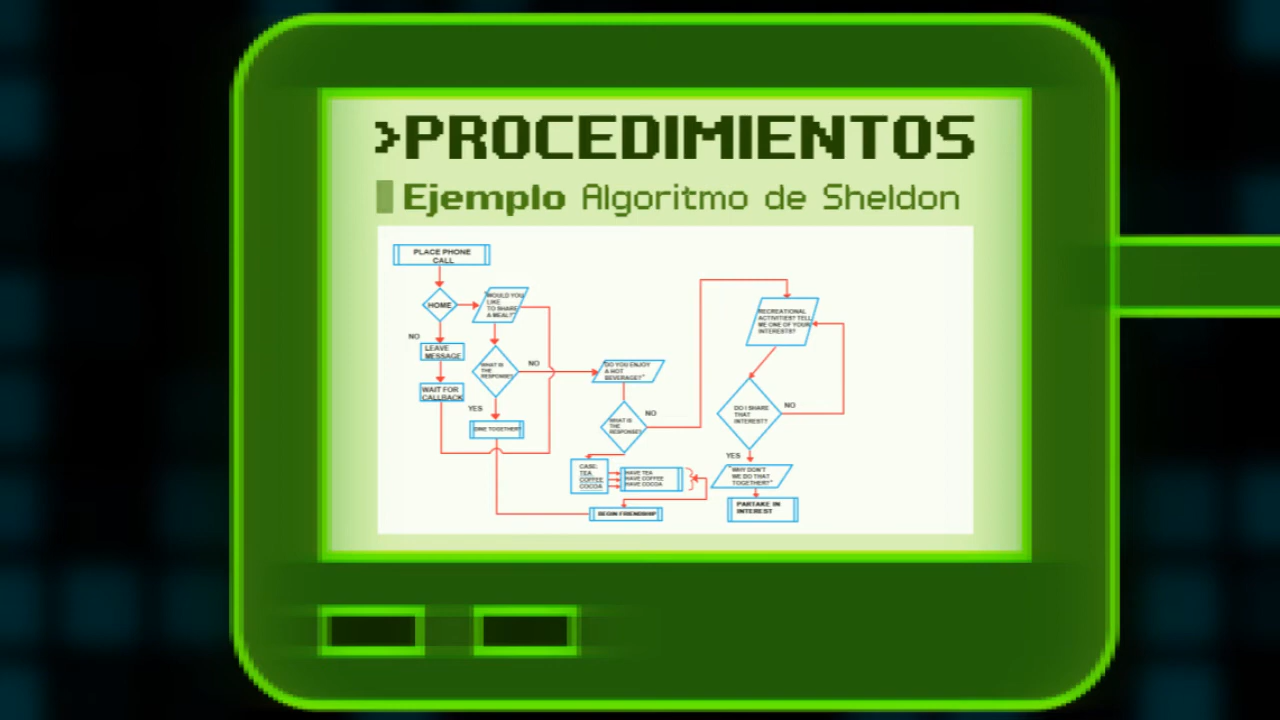 >PROCEDIMIENTOS
Ejemplo Algoritmo de Sheldon
PLACE PHONE
CALL
HOME
"WOULD YOU
LIKE
TO SHARE
A MEAL?"
NO
LEAVE
MESSAGE
WAIT FOR
CALLBACK
WHAT IS
THE
RESPONSE?
NO
YES
DINE TOGETHER
"DO YOU ENJOY
A HOT
BEVERAGE?"
WHAT IS
THE
RESPONSE?
NO
CASE:
TEA
COFFEE
COCOA
HAVE TEA
HAVE COFFEE
HAVE COCOA
BEGIN FRIENDSHIP
RECREATIONAL
ACTIVITIES? TELL
ME ONE OF YOUR
INTERESTS?
DO I SHARE
THAT
INTEREST?
NO
YES
"WHY DON'T
WE DO THAT
TOGETHER?"
PARTAKE IN
INTEREST